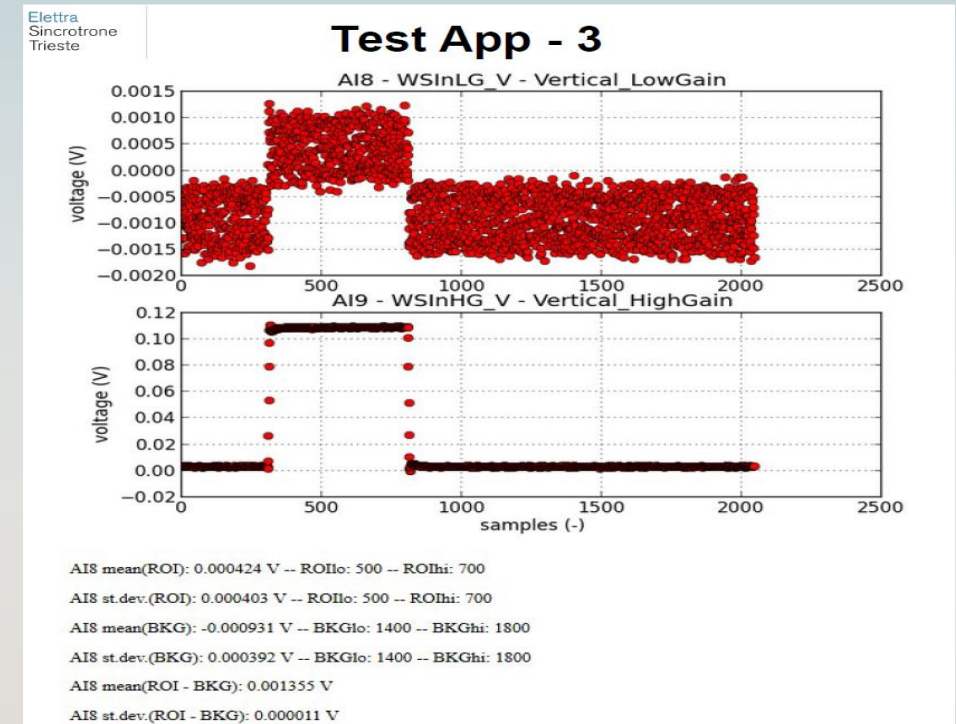 Elettra
Sincrotrone
Trieste
Test App - 3
AI8 - WSInLG_V - Vertical_LowGain
voltage (V)
0.0015
0.0010
0.0005
0.0000
−0.0005
−0.0010
−0.0015
−0.0020
0 500 1000 1500 2000 2500
AI9 - WSInHG_V - Vertical_HighGain
voltage (V)
0.12
0.10
0.08
0.06
0.04
0.02
0.00
−0.02
0 500 1000 1500 2000 2500
samples (-)
AI8 mean(ROI): 0.000424 V -- ROIlo: 500 -- ROIhi: 700
AI8 st.dev.(ROI): 0.000403 V -- ROIlo: 500 -- ROIhi: 700
AI8 mean(BKG): -0.000931 V -- BKGlo: 1400 -- BKGhi: 1800
AI8 st.dev.(BKG): 0.000392 V -- BKGlo: 1400 -- BKGhi: 1800
AI8 mean(ROI - BKG): 0.001355 V
AI8 st.dev.(ROI - BKG): 0.000011 V